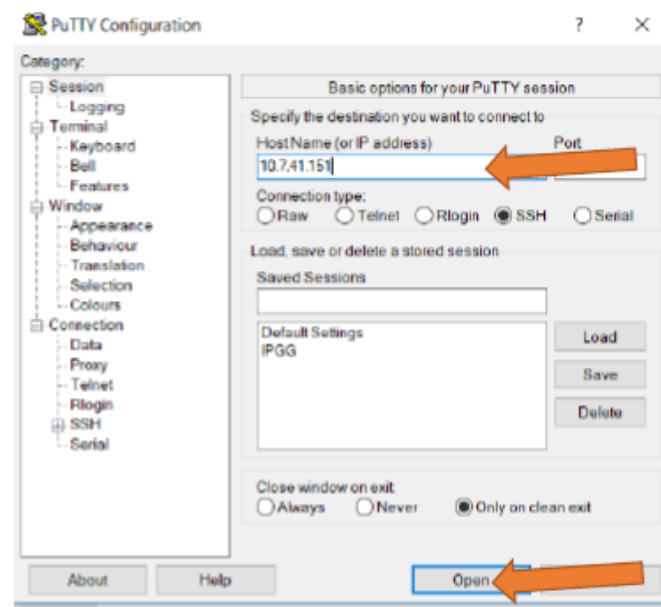 PuTTY Configuration
?
Category:
Session
Logging
Terminal
Keyboard
Bell
Features
Window
Appearance
Behaviour
Translation
Selection
Colours
Connection
Data
Proxy
Telnet
Rlogin
SSH
Serial
Basic options for your PuTTY session
Specify the destination you want to connect to
Host Name (or IP address) Port
10.7.41.151
Connection type:
Raw Telnet Rlogin SSH Serial
Load, save or delete a stored session
Saved Sessions
Default Settings
IPGG
Load
Save
Delete
Close window on exit
Always Never Only on clean exit
About Help Open